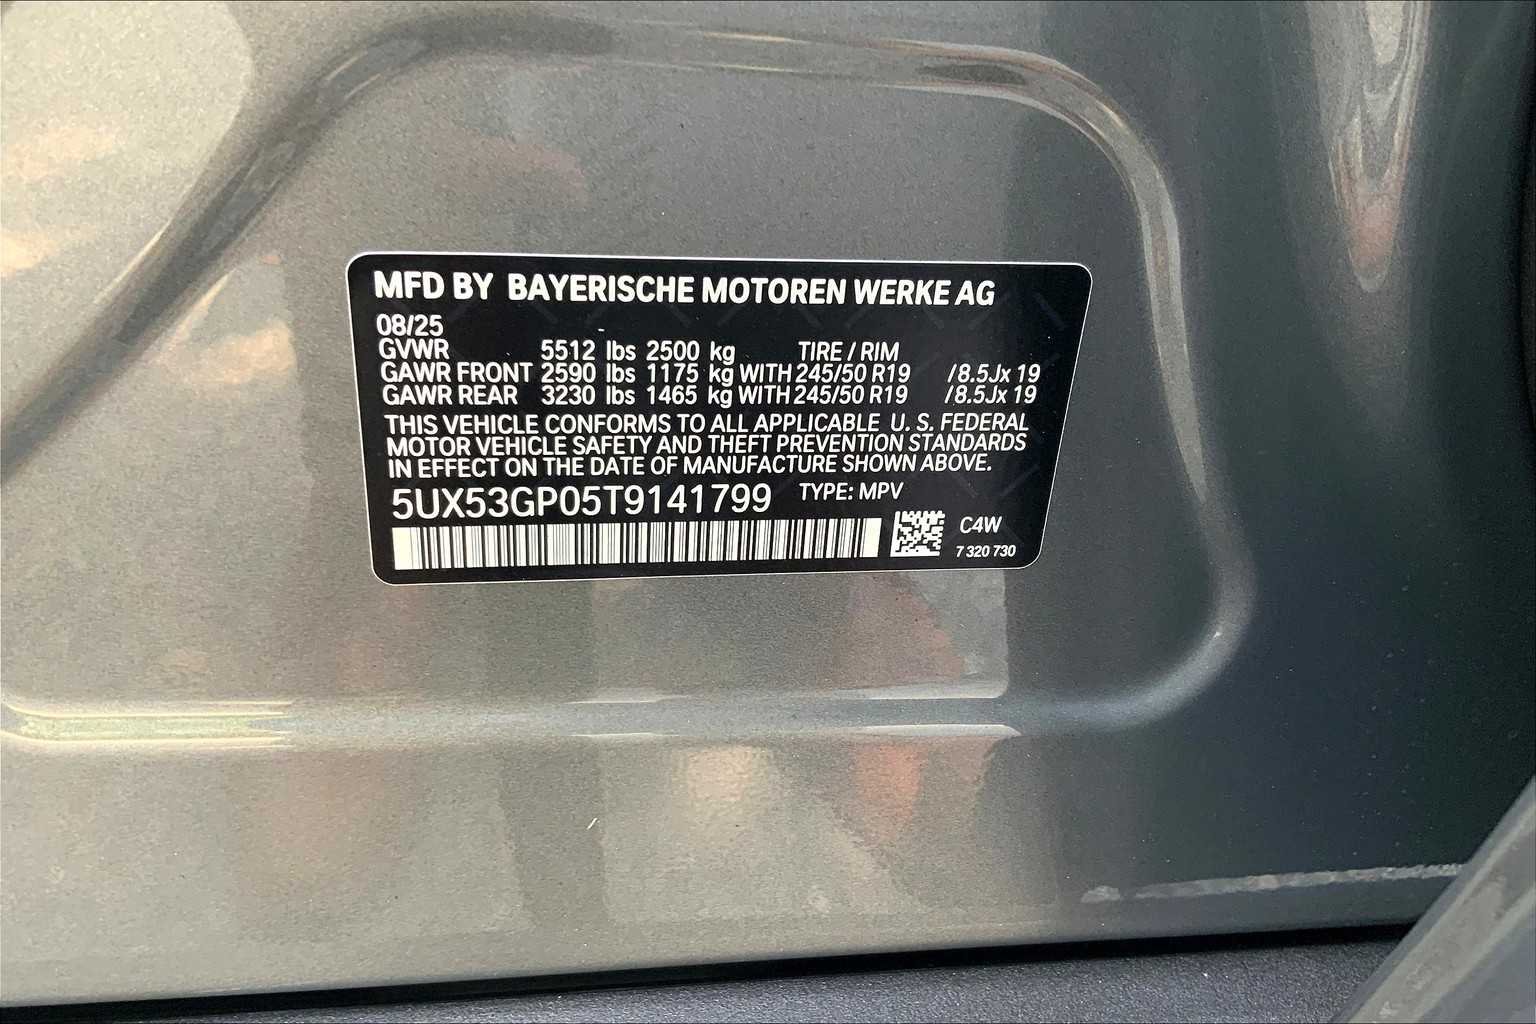 MFD BY BAYERISCHE MOTOREN WERKE AG
08/25
GVWR 5512 lbs 2500 kg TIRE / RIM
GAWR FRONT 2590 lbs 1175 kg WITH 245/50 R19 /8.5Jx 19
GAWR REAR 3230 lbs 1465 kg WITH 245/50 R19 /8.5Jx 19
THIS VEHICLE CONFORMS TO ALL APPLICABLE U. S. FEDERAL
MOTOR VEHICLE SAFETY AND THEFT PREVENTION STANDARDS
IN EFFECT ON THE DATE OF MANUFACTURE SHOWN ABOVE.
5UX53GP05T9141799 TYPE: MPV
C4W
7 320 730